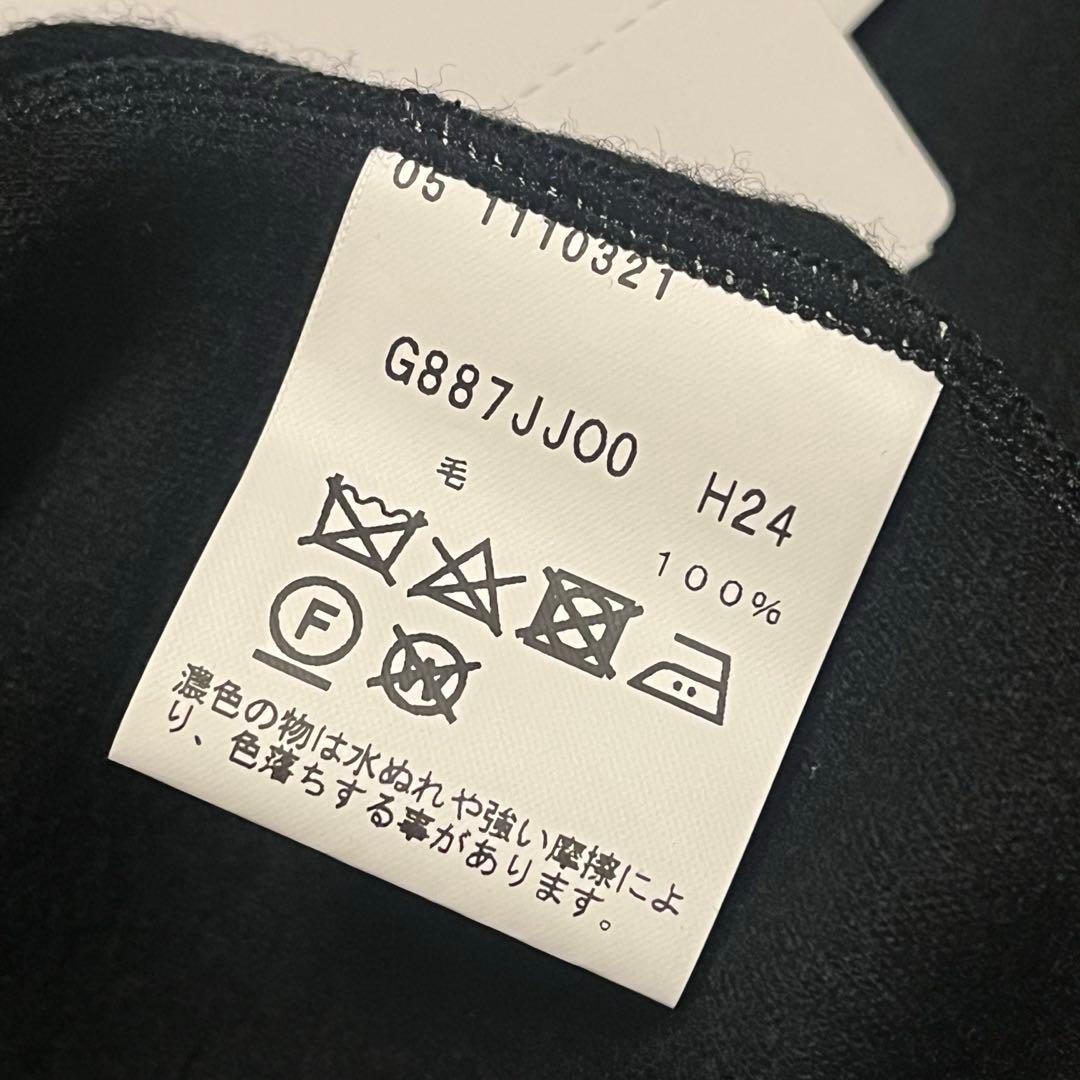 05 1110321
G887JJO0 H24
毛 100%
F
W
濃色の物は水ぬれや強い摩擦によ
り、色落ちする事があります。